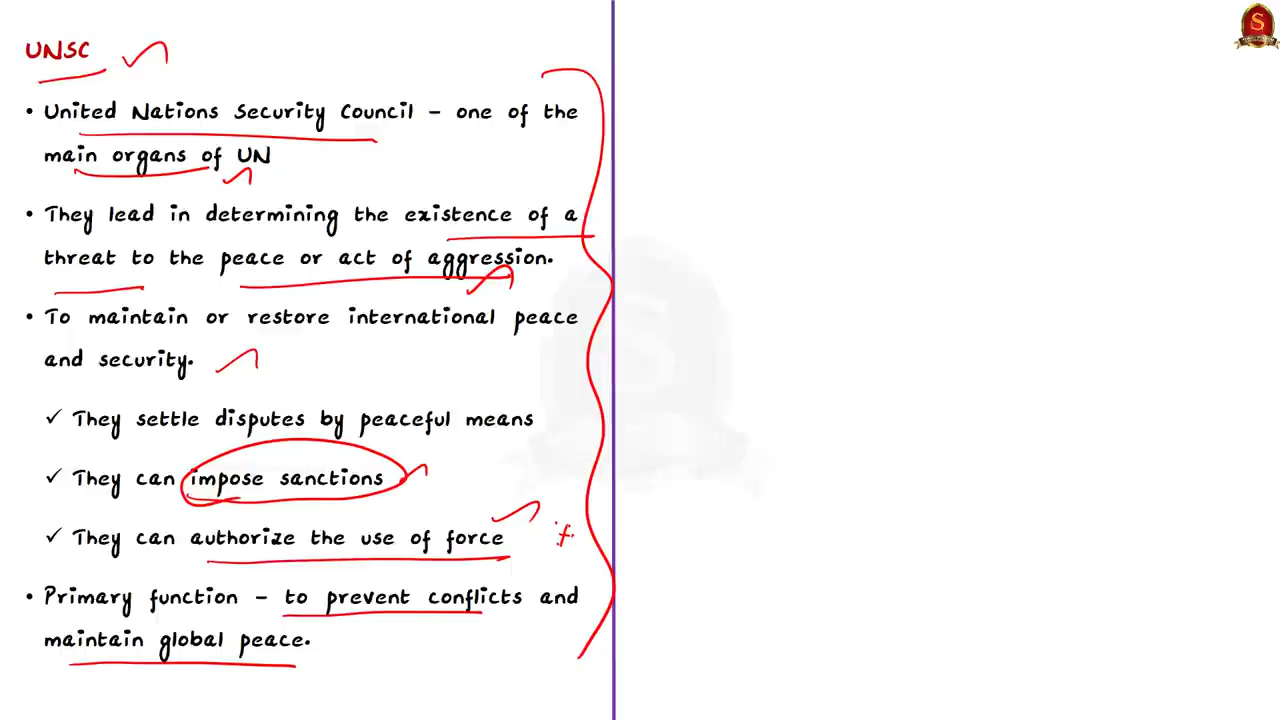 UNSC
• United Nations Security Council – one of the
main organs of UN
• They lead in determining the existence of a
threat to the peace or act of aggression.
• To maintain or restore international peace
and security.
✓ They settle disputes by peaceful means
✓ They can impose sanctions
✓ They can authorize the use of force
• Primary function – to prevent conflicts and
maintain global peace.
S